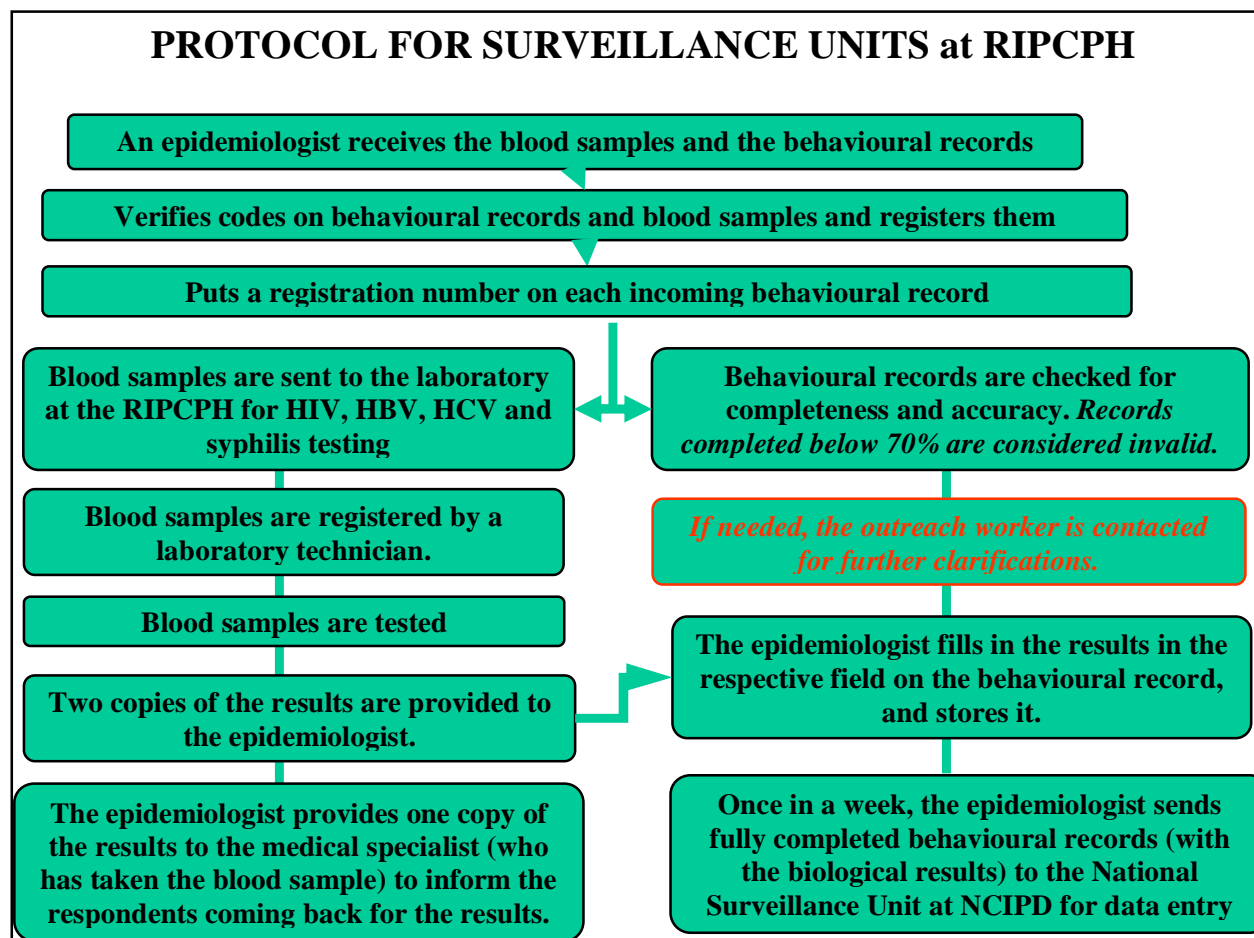 PROTOCOL FOR SURVEILLANCE UNITS at RIPCPH
An epidemiologist receives the blood samples and the behavioural records
Verifies codes on behavioural records and blood samples and registers them
Puts a registration number on each incoming behavioural record
Blood samples are sent to the laboratory
at the RIPCPH for HIV, HBV, HCV and
syphilis testing
Blood samples are registered by a
laboratory technician.
Blood samples are tested
Two copies of the results are provided to
the epidemiologist.
The epidemiologist provides one copy of
the results to the medical specialist (who
has taken the blood sample) to inform the
respondents coming back for the results.
Behavioural records are checked for
completeness and accuracy. Records
completed below 70% are considered invalid.
If needed, the outreach worker is contacted
for further clarifications.
The epidemiologist fills in the results in the
respective field on the behavioural record,
and stores it.
Once in a week, the epidemiologist sends
fully completed behavioural records (with
the biological results) to the National
Surveillance Unit at NCIPD for data entry